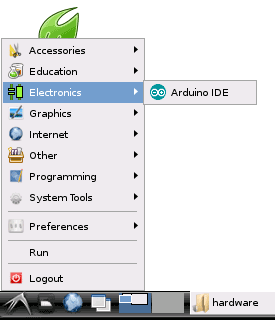 Accessories
Education
Electronics
Arduino IDE
Graphics
Internet
Other
Programming
System Tools
Preferences
Run
Logout
hardware